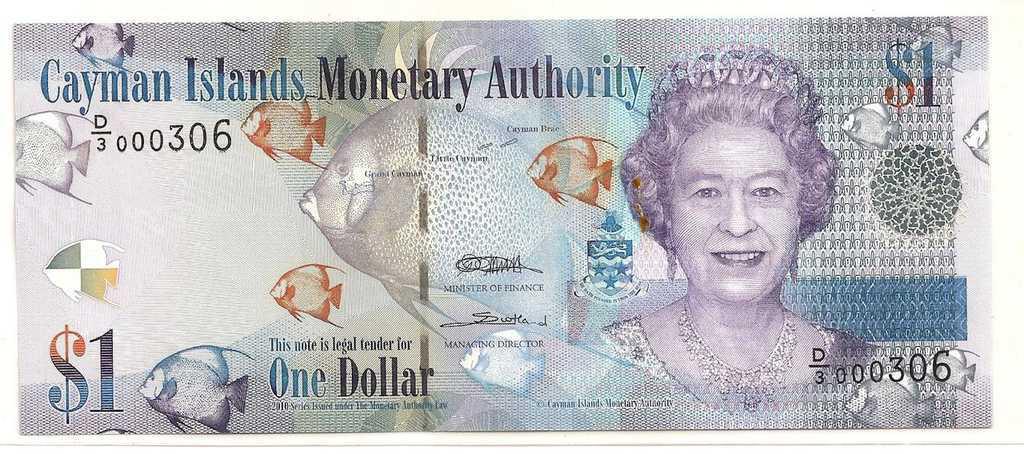 Cayman Islands Monetary Authority
$1
D/3 000306
Cayman Brac
Little Cayman
Grand Cayman
MINISTER OF FINANCE
Scotland
MANAGING DIRECTOR
This note is legal tender for
One Dollar
2010 Series Issued under The Monetary Authority Law
$1
© Cayman Islands Monetary Authority
D/3 000306